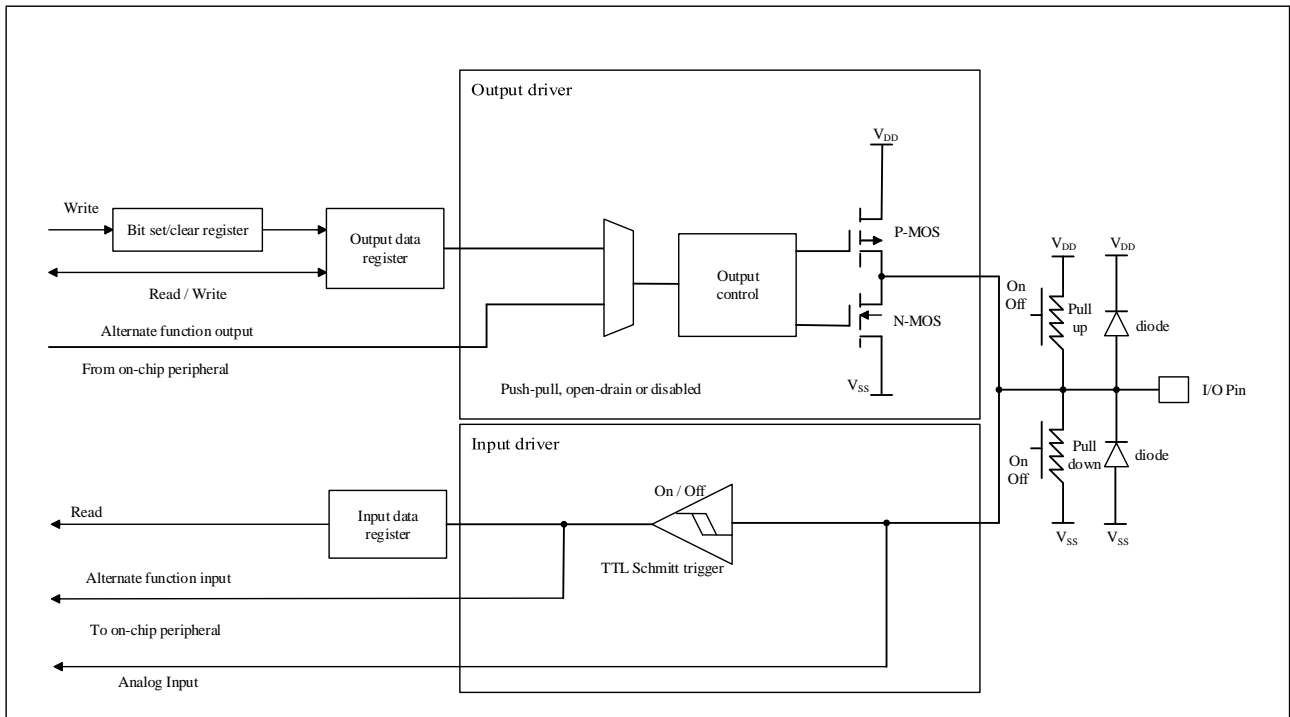 Output driver
VDD
Write
Bit set/clear register
Output data
register
P-MOS
VDD
VDD
Read / Write
Output
control
On
Off
Pull
up
diode
Alternate function output
N-MOS
From on-chip peripheral
Push-pull, open-drain or disabled
VSS
I/O Pin
Input driver
On
Off
Pull
down
diode
On / Off
Read
Input data
register
VSS
VSS
TTL Schmitt trigger
Alternate function input
To on-chip peripheral
Analog Input